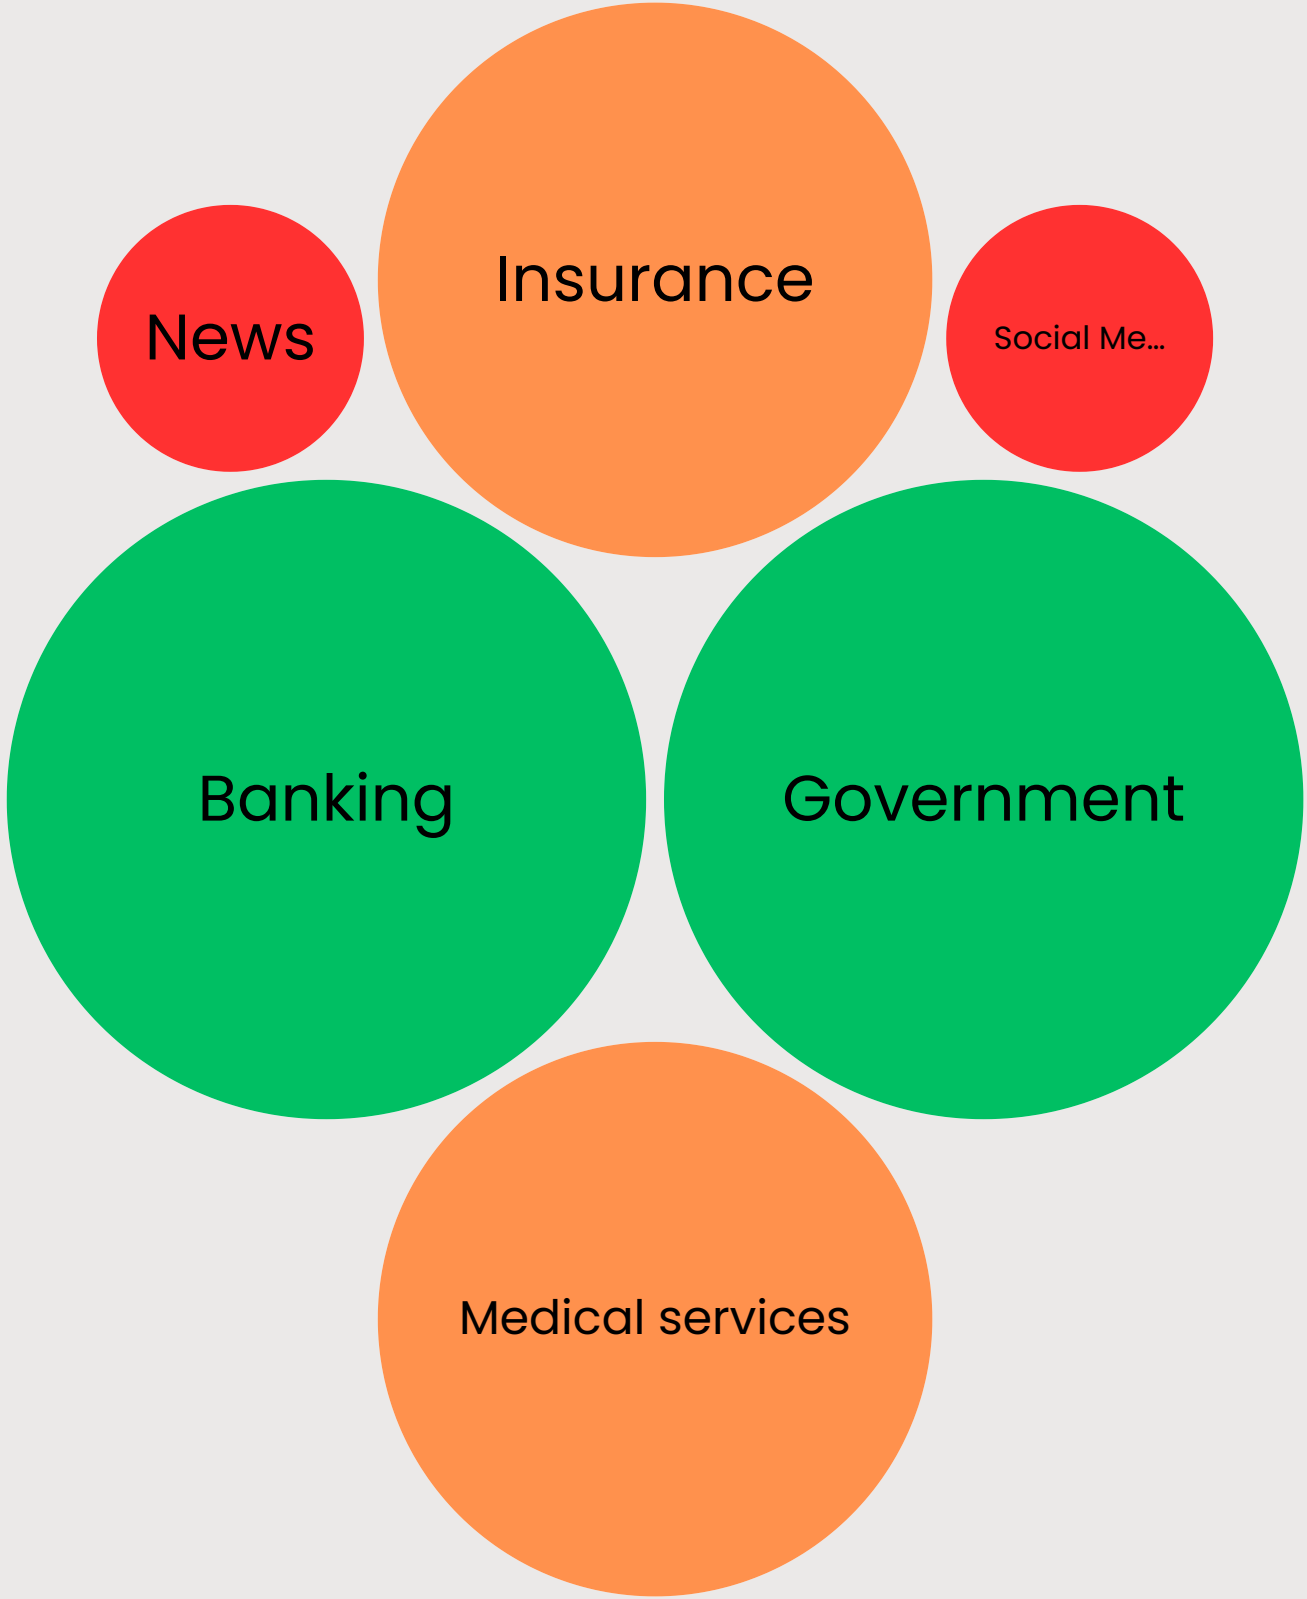 Insurance
News
Social Me...
Banking
Government
Medical services